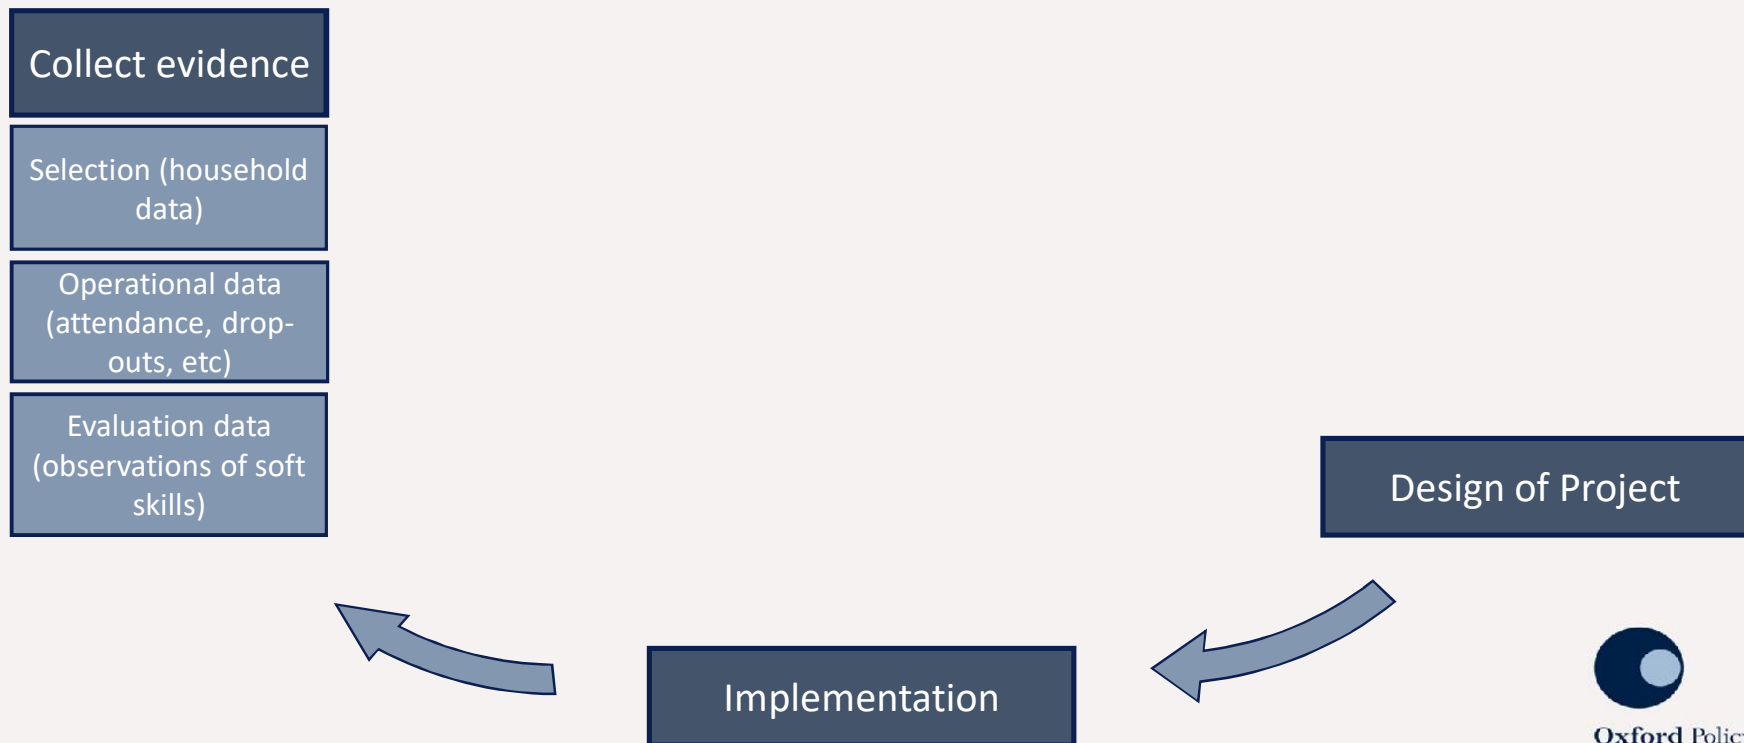 Collect evidence
Selection (household
data)
Operational data
(attendance, drop-
outs, etc)
Evaluation data
(observations of soft
skills)
Design of Project
Implementation
Oxford Policy